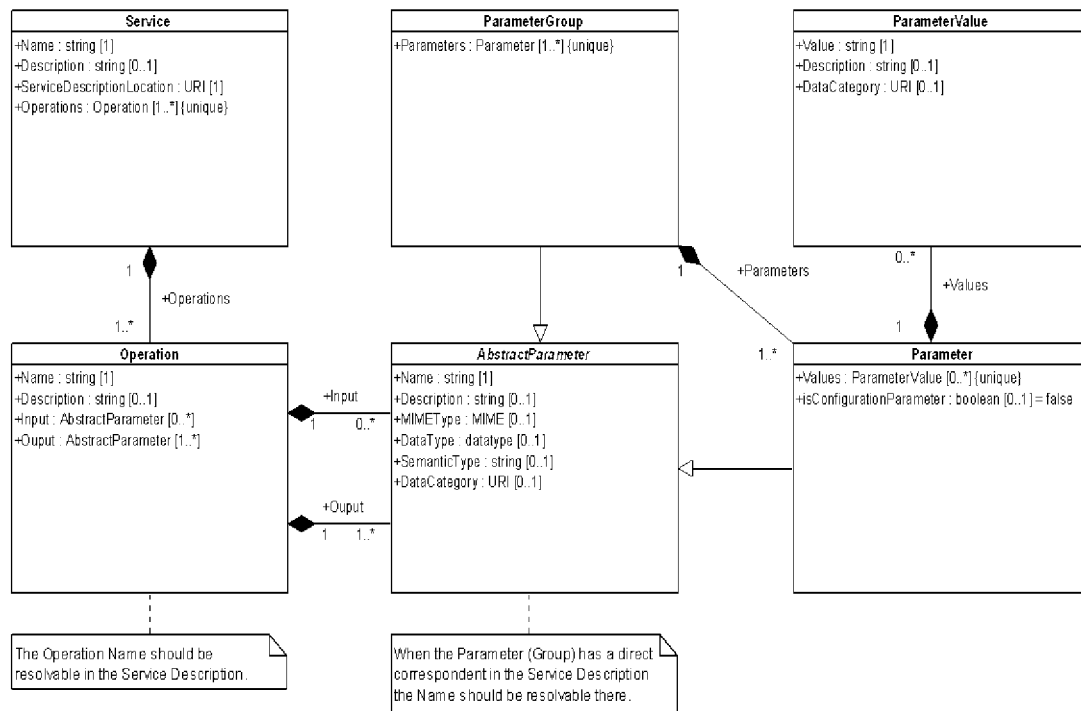 Service
+Name : string [1]
+Description : string [0..1]
+ServiceDescriptionLocation : URI [1]
+Operations : Operation [1..*] {unique}
ParameterGroup
+Parameters : Parameter [1..*] {unique}
ParameterValue
+Value : string [1]
+Description : string [0..1]
+DataCategory : URI [0..1]
1
+Operations
1..*
1
+Parameters
1..*
0..*
+Values
1
Operation
+Name : string [1]
+Description : string [0..1]
+Input : AbstractParameter [0..*]
+Ouput : AbstractParameter [1..*]
+Input
1 0..*
+Ouput
1 1..*
AbstractParameter
+Name : string [1]
+Description : string [0..1]
+MIMEType : MIME [0..1]
+DataType : datatype [0..1]
+SemanticType : string [0..1]
+DataCategory : URI [0..1]
Parameter
+Values : ParameterValue [0..*] {unique}
+isConfigurationParameter : boolean [0..1] = false
The Operation Name should be
resolvable in the Service Description.
When the Parameter (Group) has a direct
correspondent in the Service Description
the Name should be resolvable there.